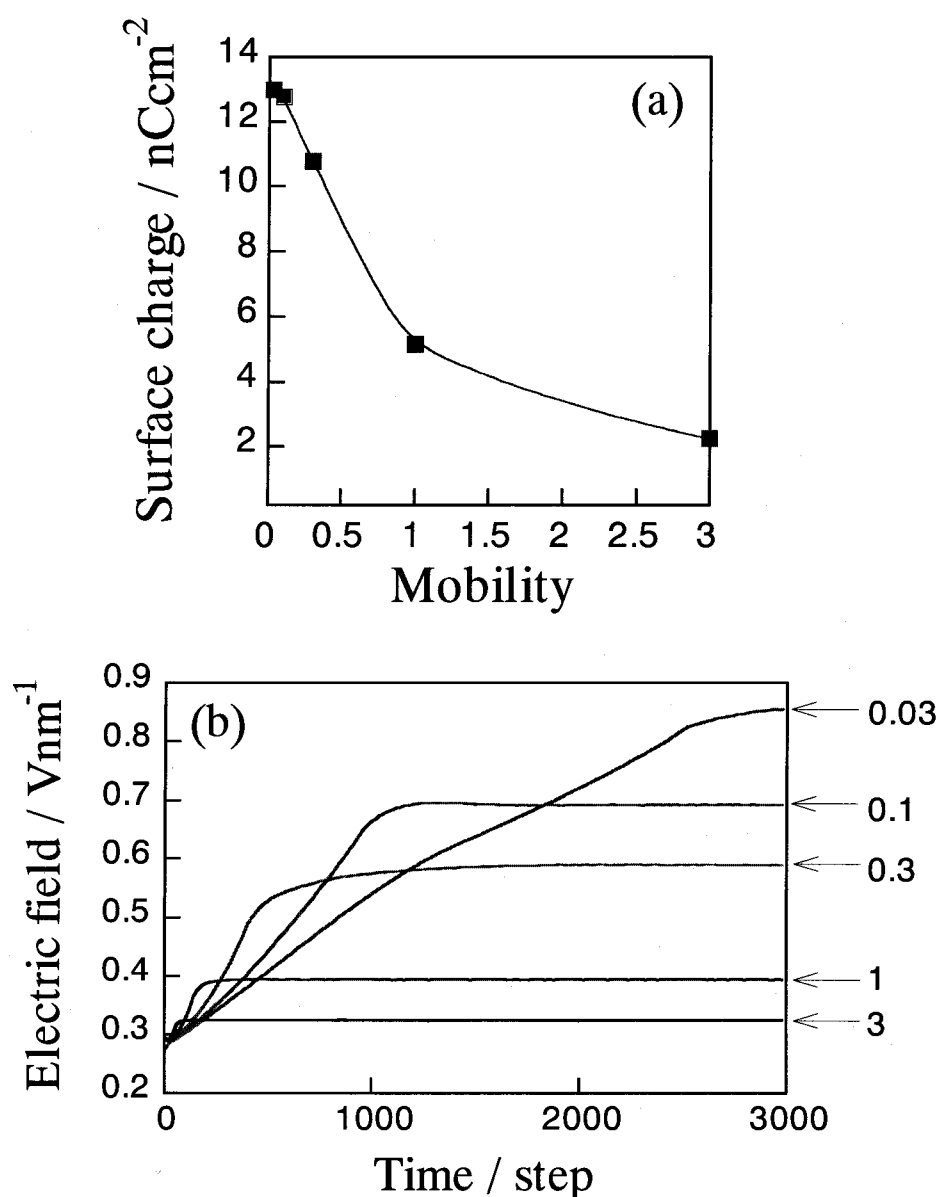 14
12
10
8
6
4
2
Surface charge / nCcm⁻²
(a)
0 0.5 1 1.5 2 2.5 3
Mobility
0.9
0.8
0.7
0.6
0.5
0.4
0.3
0.2
Electric field / Vnm⁻¹
(b)
0.03
0.1
0.3
1
3
0 1000 2000 3000
Time / step